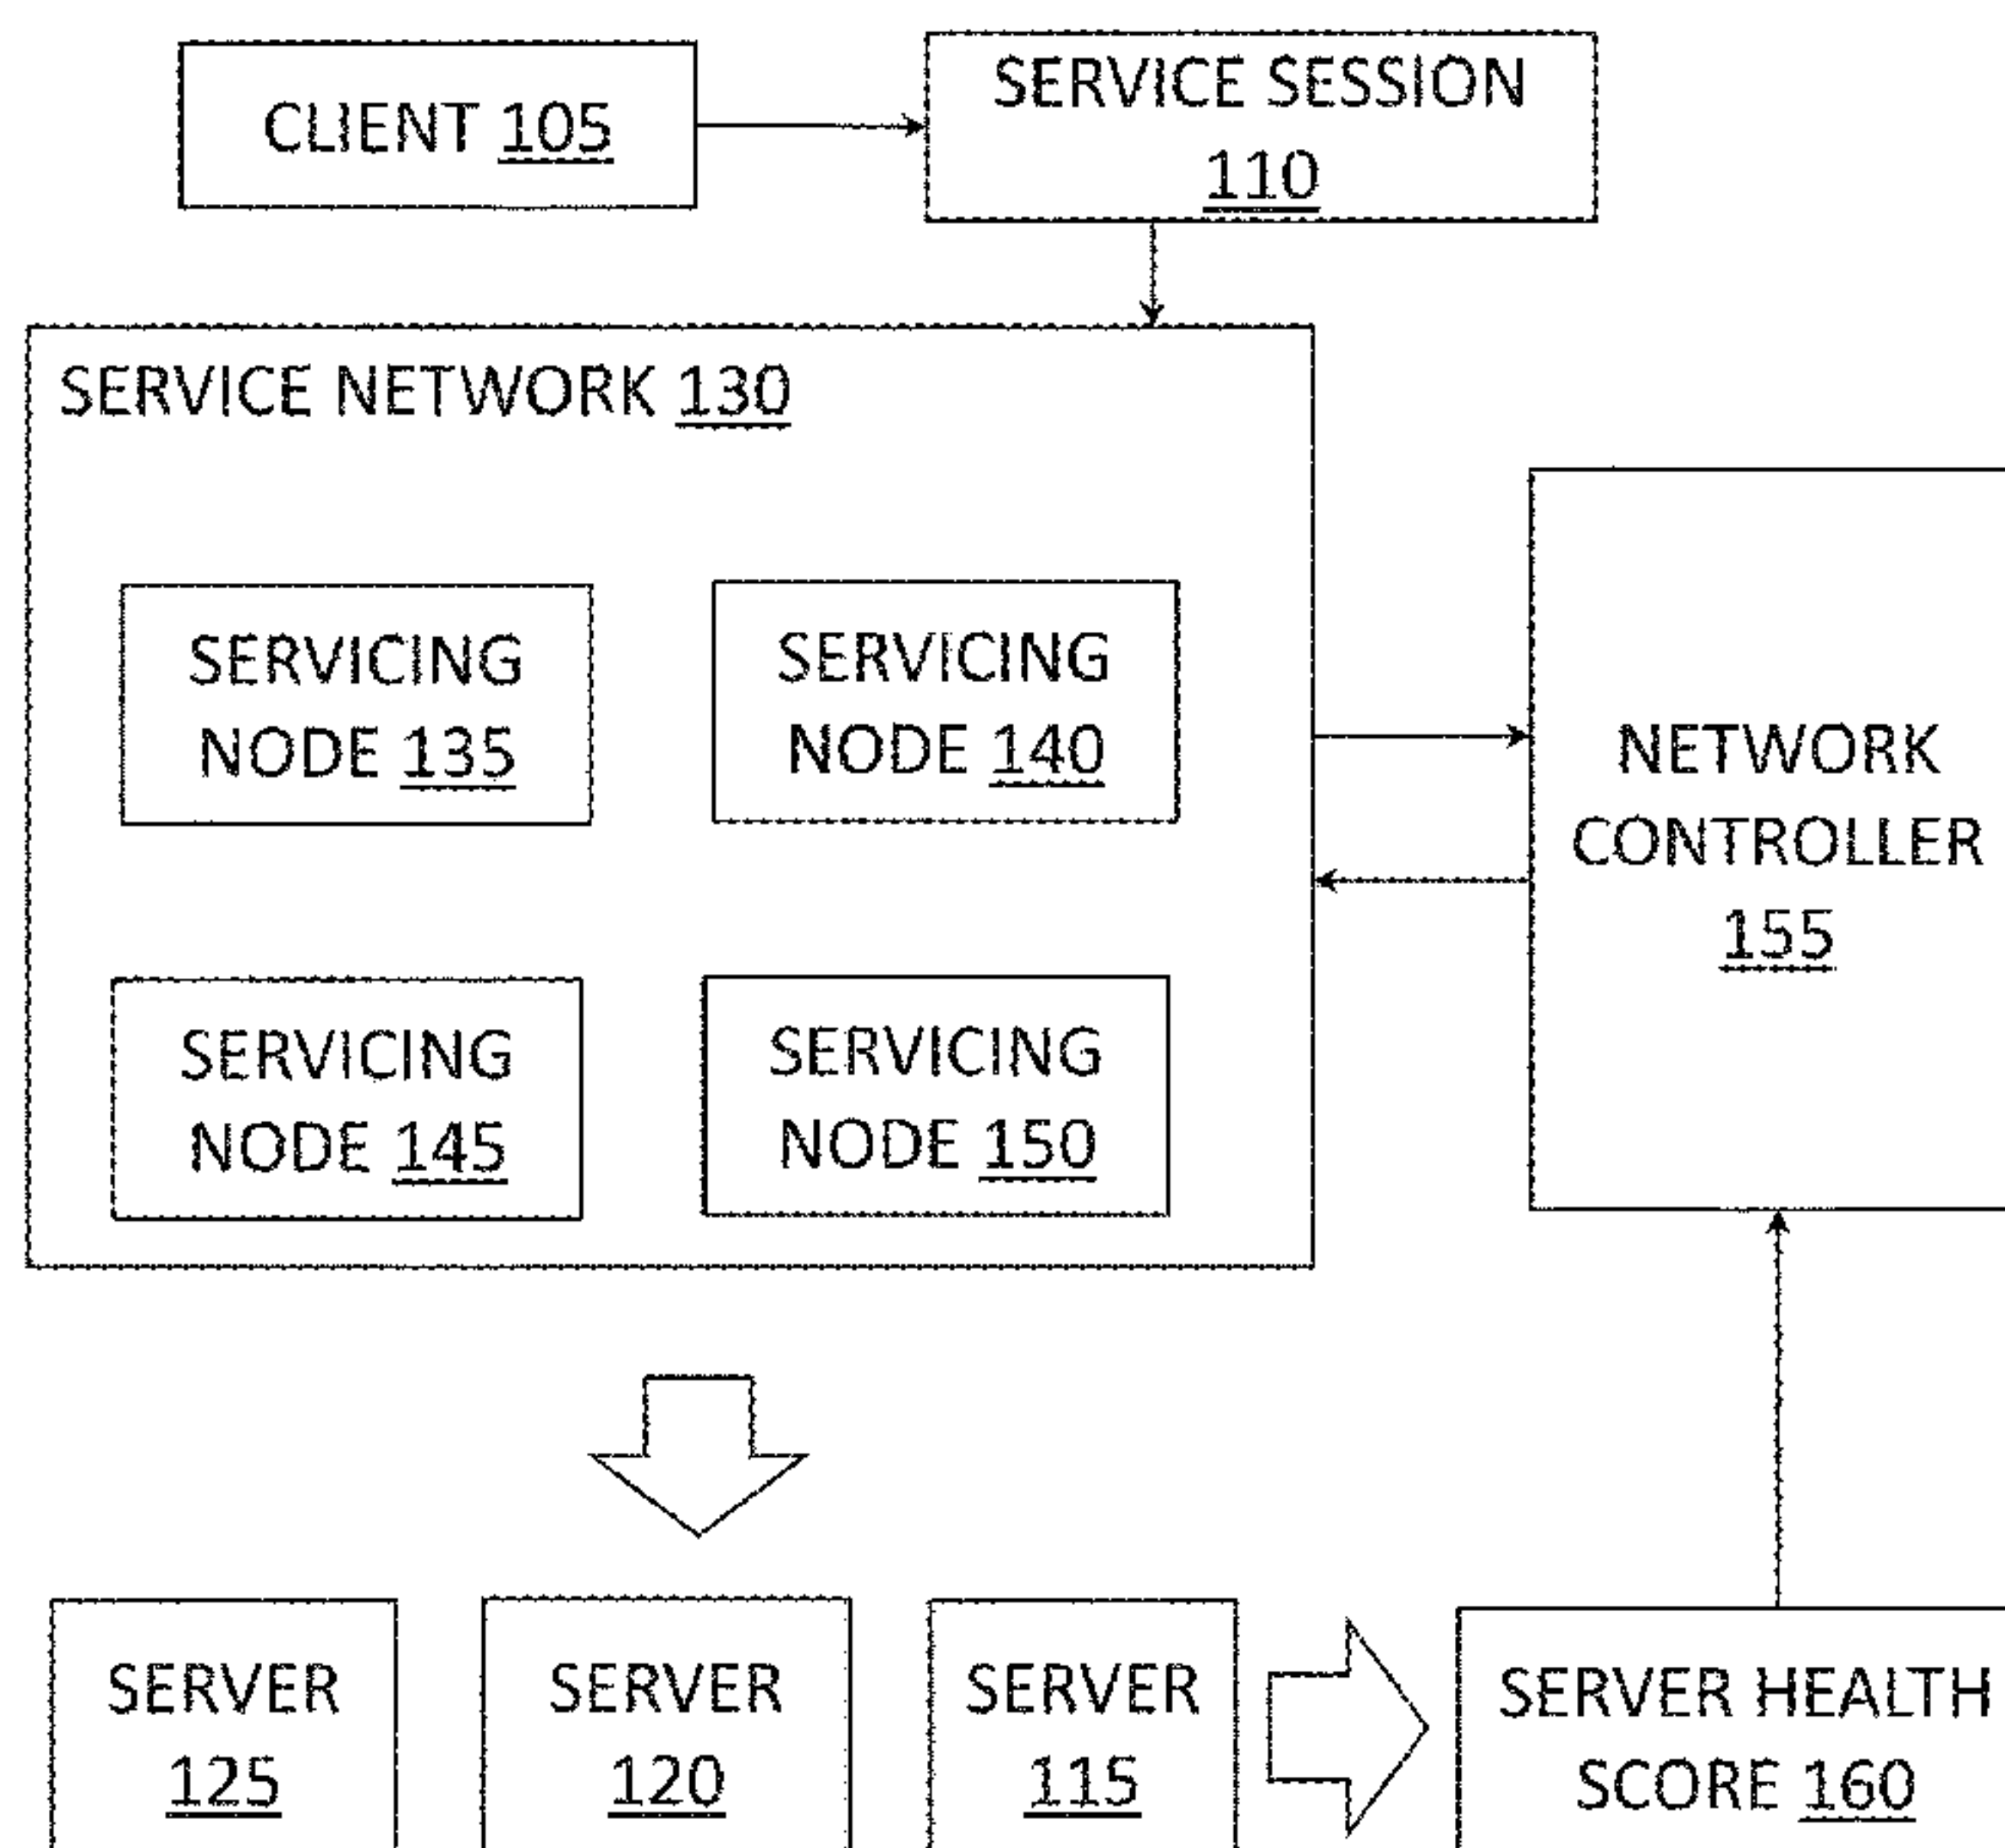 CLIENT 105
SERVICE SESSION
110
SERVICE NETWORK 130
SERVICING
NODE 135
SERVICING
NODE 140
SERVICING
NODE 145
SERVICING
NODE 150
NETWORK
CONTROLLER
155
SERVER
125
SERVER
120
SERVER
115
SERVER HEALTH
SCORE 160